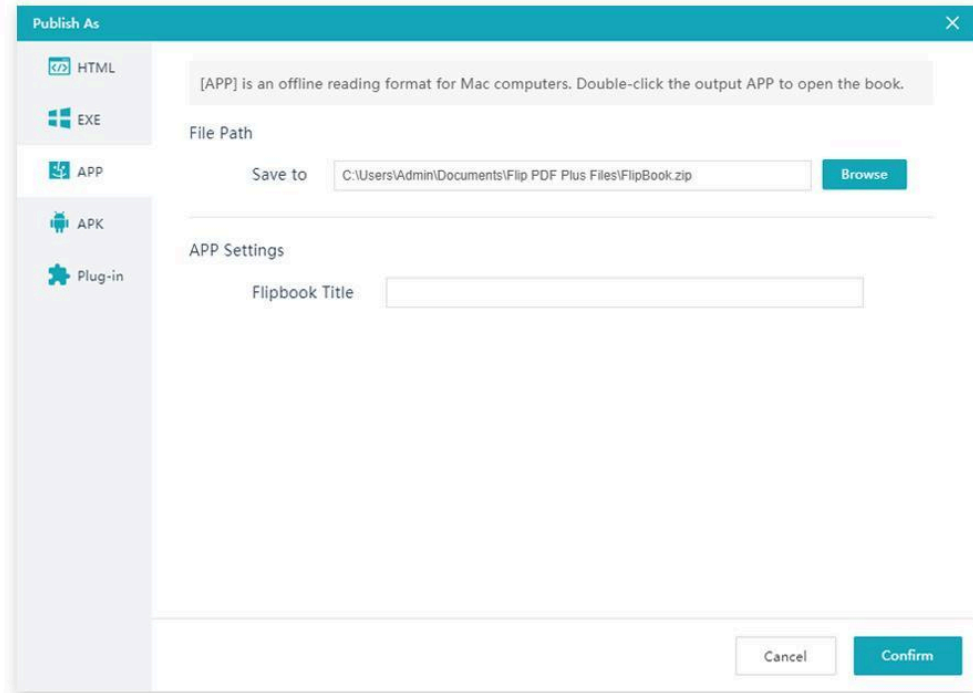 Publish As
HTML
EXE
APP
APK
Plug-in
[APP] is an offline reading format for Mac computers. Double-click the output APP to open the book.
File Path
Save to C:\Users\Admin\Documents\Flip PDF Plus Files\FlipBook.zip Browse
APP Settings
Flipbook Title
Cancel Confirm